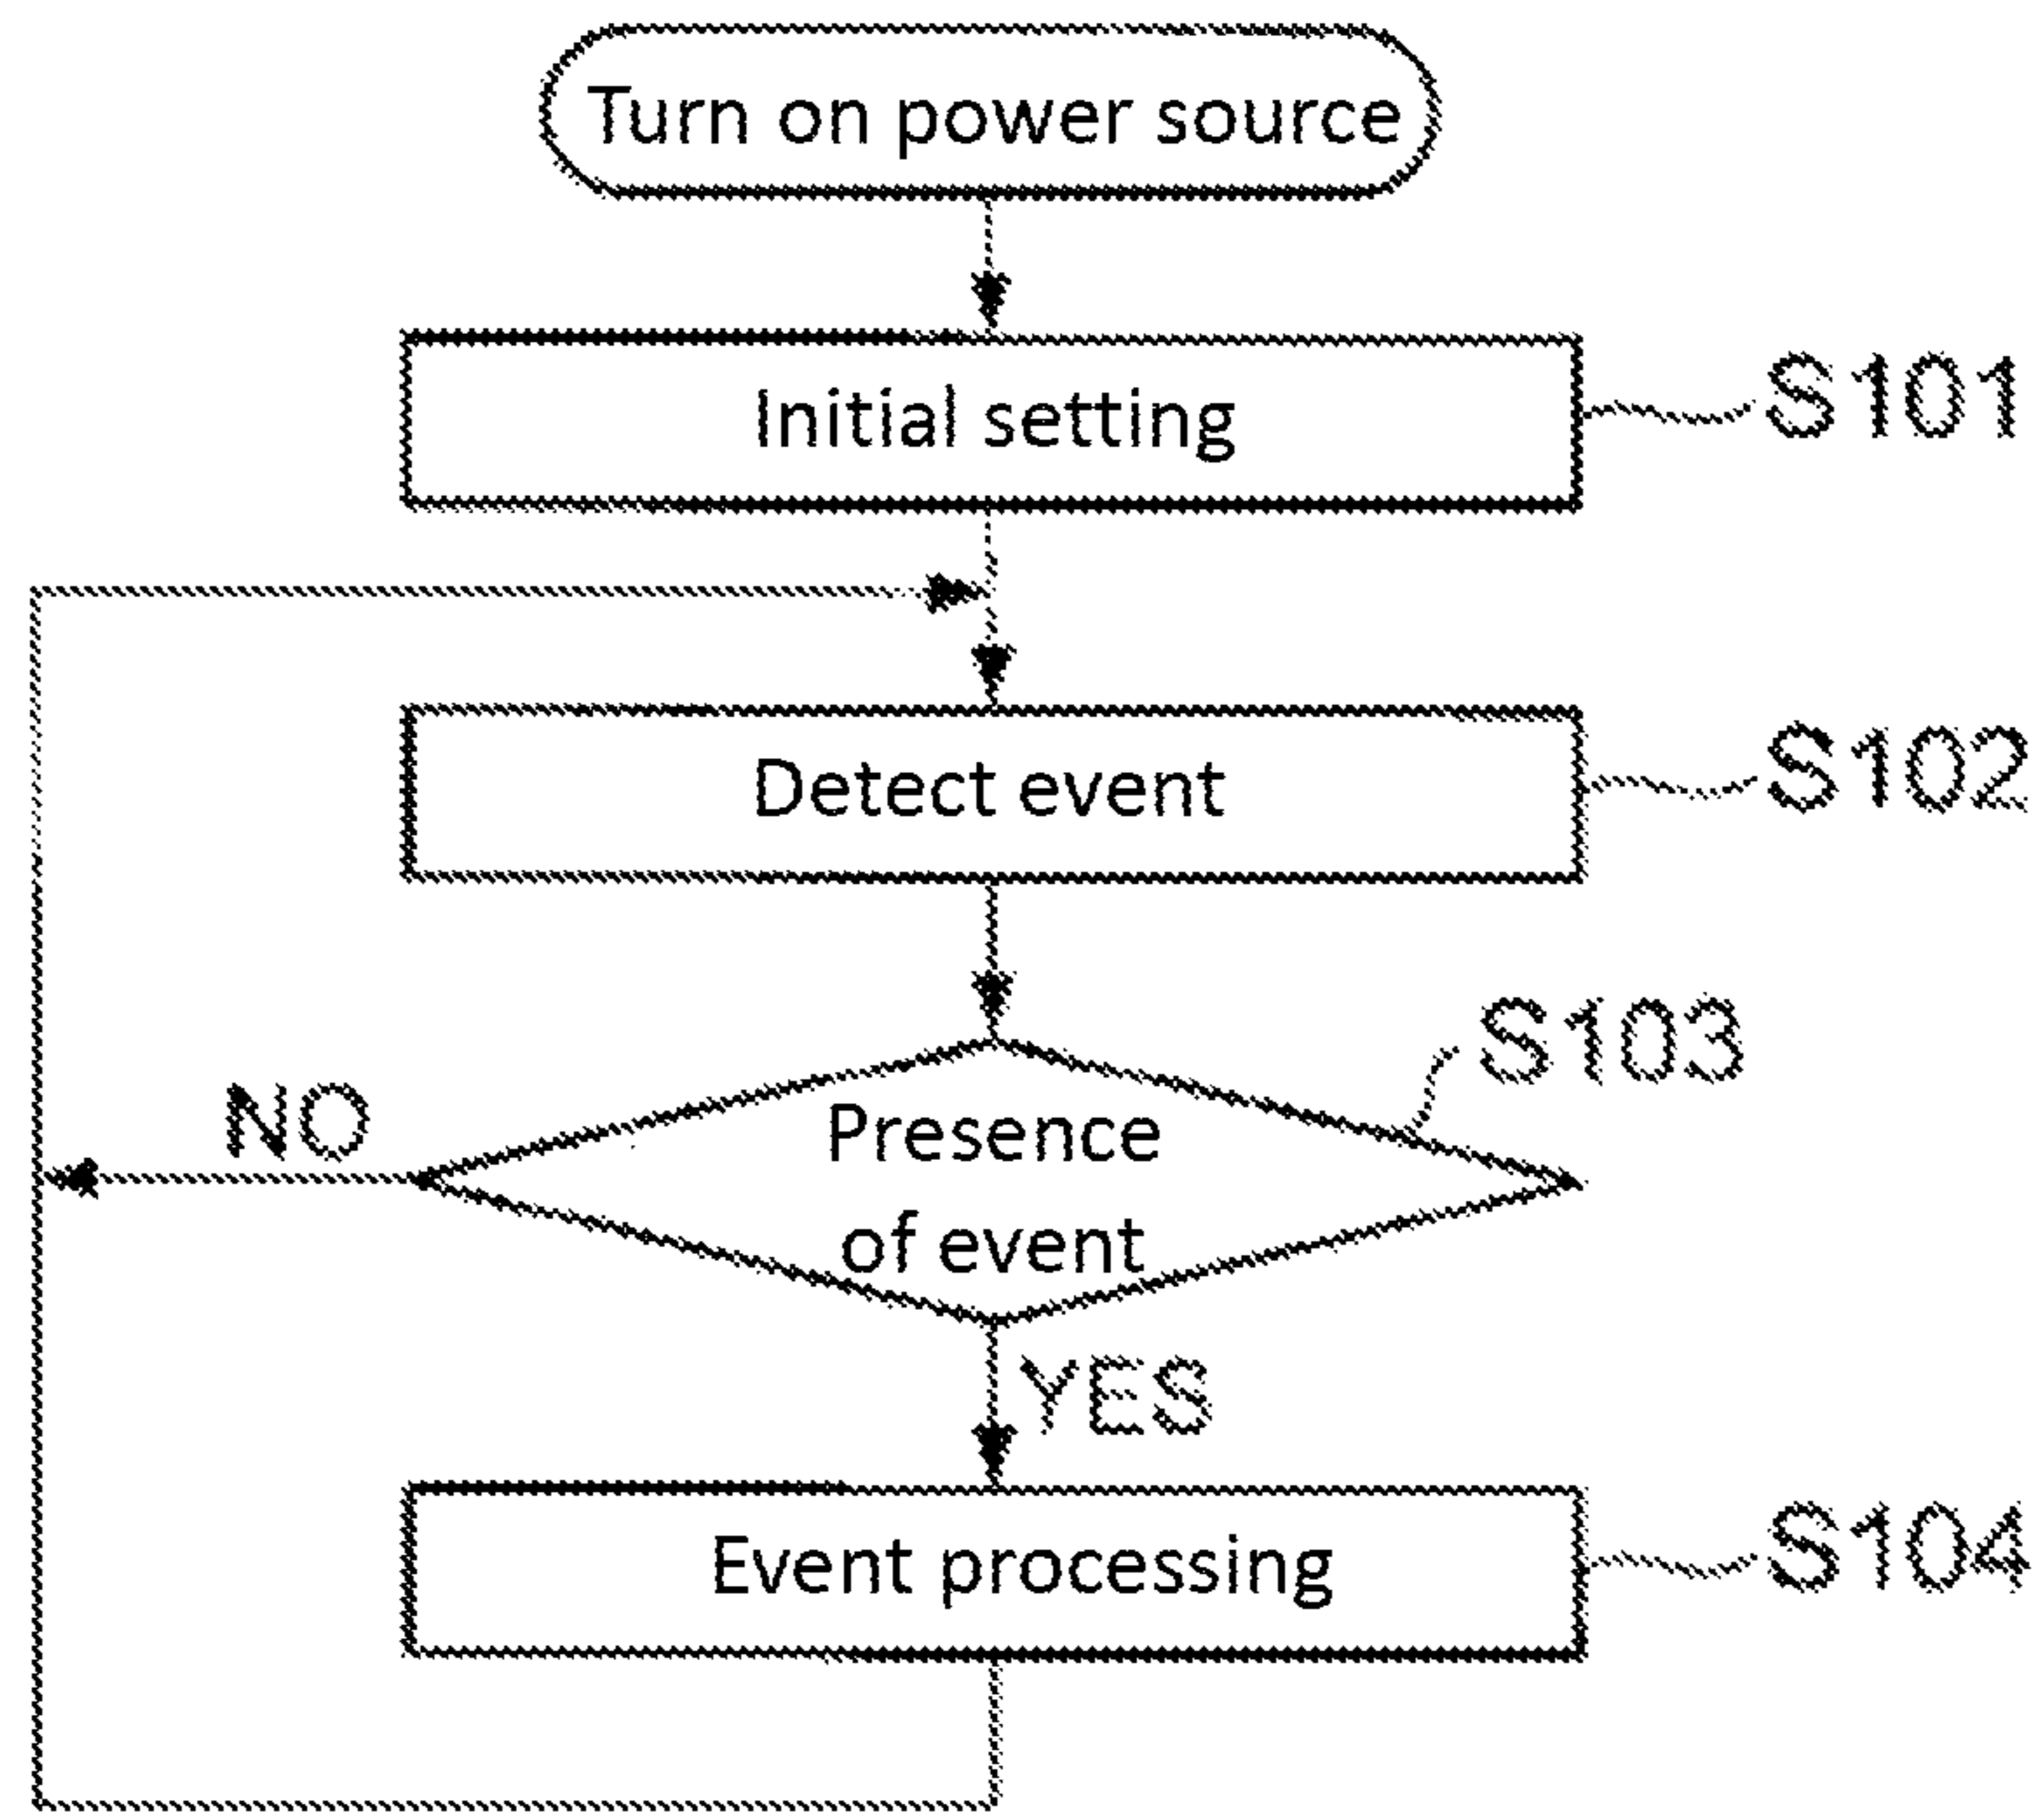 Turn on power source
Initial setting
S101
Detect event
S102
S103
NO
Presence
of event
YES
Event processing
S104